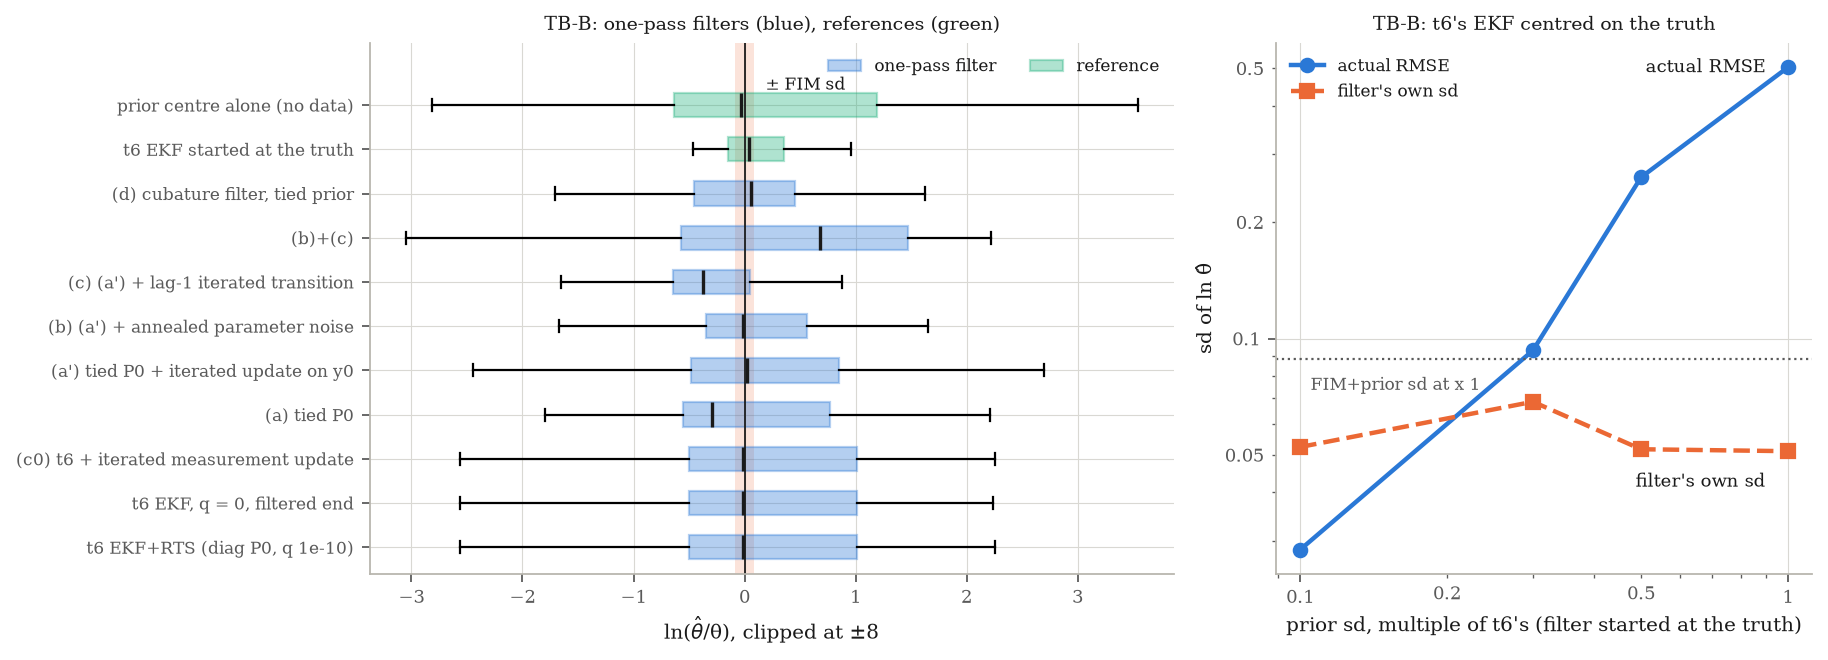 TB-B: one-pass filters (blue), references (green)
one-pass filter
reference
± FIM sd
prior centre alone (no data)
t6 EKF started at the truth
(d) cubature filter, tied prior
(b)+(c)
(c) (a') + lag-1 iterated transition
(b) (a') + annealed parameter noise
(a') tied P0 + iterated update on y0
(a) tied P0
(c0) t6 + iterated measurement update
t6 EKF, q = 0, filtered end
t6 EKF+RTS (diag P0, q 1e-10)
−3
−2
−1
0
1
2
3
ln(θ̂/θ), clipped at ±8
TB-B: t6's EKF centred on the truth
actual RMSE
filter's own sd
actual RMSE
FIM+prior sd at x 1
filter's own sd
0.5
0.2
0.1
0.05
sd of ln θ̂
0.1
0.2
0.5
1
prior sd, multiple of t6's (filter started at the truth)